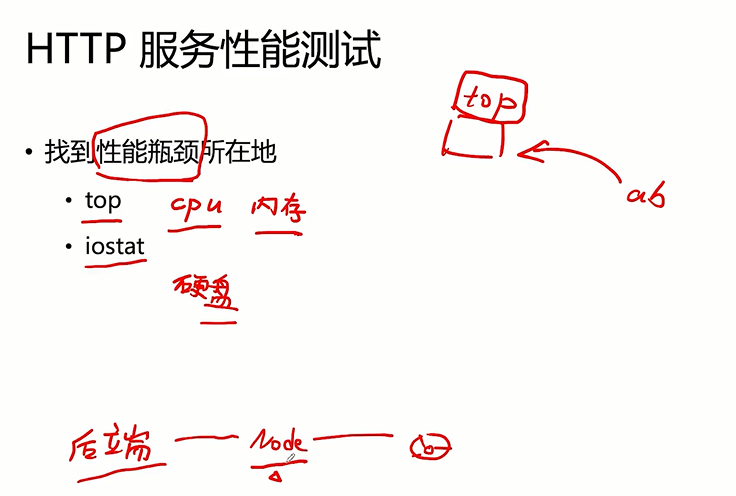 HTTP 服务性能测试
top
• 找到性能瓶颈所在地
• top cpu 内存
ab
• iostat
硬盘
后端 Node